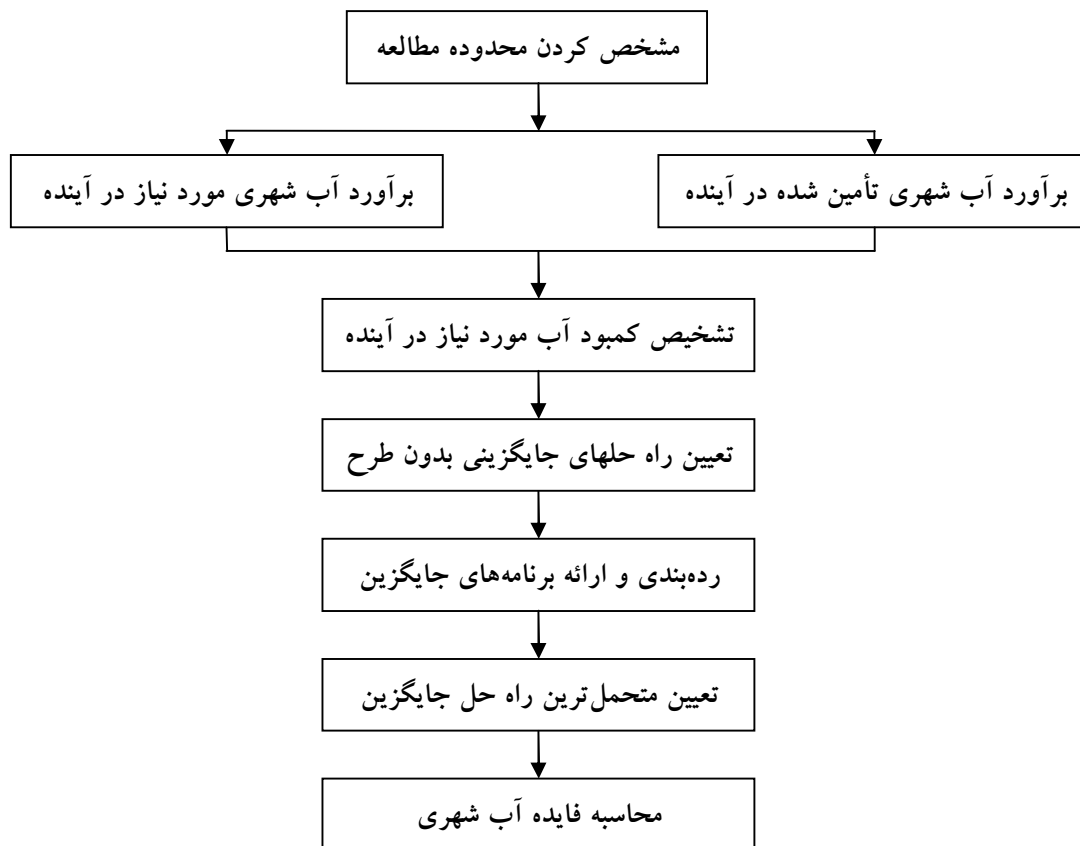 مشخص کردن محدوده مطالعه
برآورد آب شهری تأمین شده در آینده
برآورد آب شهری مورد نیاز در آینده
تشخیص کمبود آب مورد نیاز در آینده
تعیین راه حلهای جایگزینی بدون طرح
رده‌بندی و ارائه برنامه‌های جایگزین
تعیین متحمل‌ترین راه حل جایگزین
محاسبه فایده آب شهری